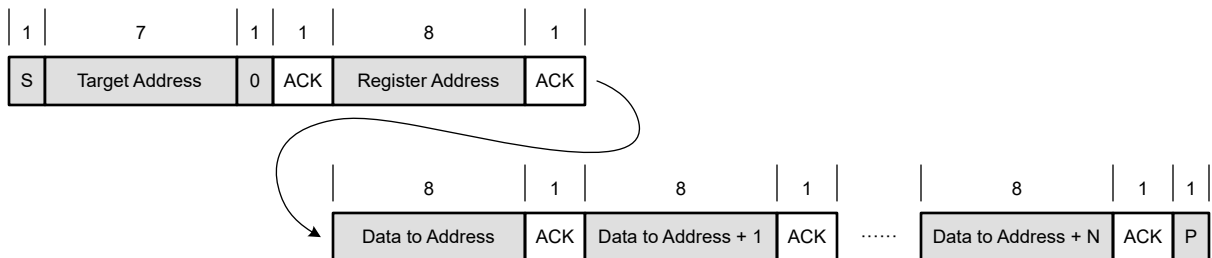 1 7 1 1 8 1
S Target Address 0 ACK Register Address ACK
8 1 8 1 8 1 1
Data to Address ACK Data to Address + 1 ACK ...... Data to Address + N ACK P